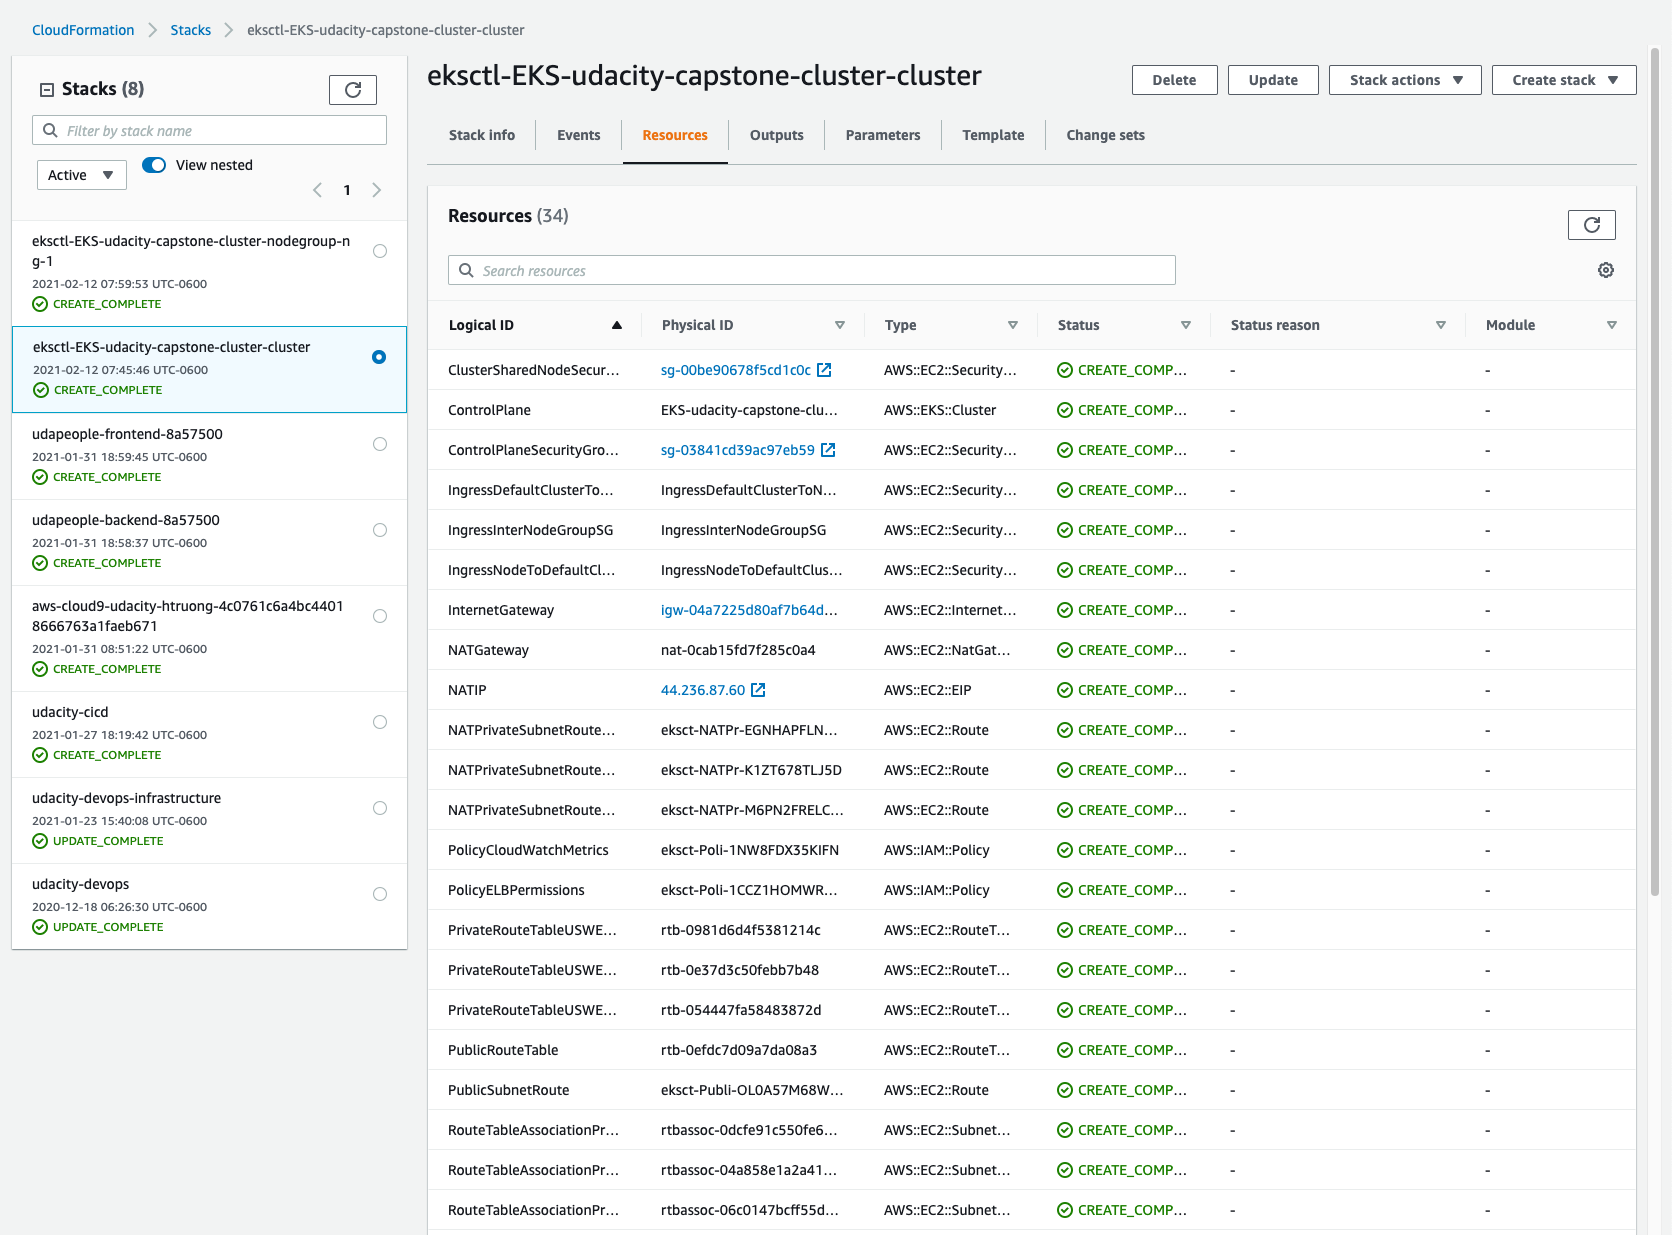 CloudFormation > Stacks > eksctl-EKS-udacity-capstone-cluster-cluster
Stacks (8)
Filter by stack name
Active
View nested
1
eksctl-EKS-udacity-capstone-cluster-nodegroup-n
g-1
2021-02-12 07:59:53 UTC-0600
CREATE_COMPLETE
eksctl-EKS-udacity-capstone-cluster-cluster
2021-02-12 07:45:46 UTC-0600
CREATE_COMPLETE
udapeople-frontend-8a57500
2021-01-31 18:59:45 UTC-0600
CREATE_COMPLETE
udapeople-backend-8a57500
2021-01-31 18:58:37 UTC-0600
CREATE_COMPLETE
aws-cloud9-udacity-htruong-4c0761c6a4bc4401
8666763a1faeb671
2021-01-31 08:51:22 UTC-0600
CREATE_COMPLETE
udacity-cicd
2021-01-27 18:19:42 UTC-0600
CREATE_COMPLETE
udacity-devops-infrastructure
2021-01-23 15:40:08 UTC-0600
UPDATE_COMPLETE
udacity-devops
2020-12-18 06:26:30 UTC-0600
UPDATE_COMPLETE
eksctl-EKS-udacity-capstone-cluster-cluster
Delete Update Stack actions Create stack
Stack info Events Resources Outputs Parameters Template Change sets
Resources (34)
Search resources
Logical ID Physical ID Type Status Status reason Module
ClusterSharedNodeSecur... sg-00be90678f5cd1c0c AWS::EC2::Security... CREATE_COMP... - -
ControlPlane EKS-udacity-capstone-clu... AWS::EKS::Cluster CREATE_COMP... - -
ControlPlaneSecurityGro... sg-03841cd39ac97eb59 AWS::EC2::Security... CREATE_COMP... - -
IngressDefaultClusterTo... IngressDefaultClusterToN... AWS::EC2::Security... CREATE_COMP... - -
IngressInterNodeGroupSG IngressInterNodeGroupSG AWS::EC2::Security... CREATE_COMP... - -
IngressNodeToDefaultCl... IngressNodeToDefaultClus... AWS::EC2::Security... CREATE_COMP... - -
InternetGateway igw-04a7225d80af7b64d... AWS::EC2::Internet... CREATE_COMP... - -
NATGateway nat-0cab15fd7f285c0a4 AWS::EC2::NatGat... CREATE_COMP... - -
NATIP 44.236.87.60 AWS::EC2::EIP CREATE_COMP... - -
NATPrivateSubnetRoute... eksct-NATPr-EGNHAPFLN... AWS::EC2::Route CREATE_COMP... - -
NATPrivateSubnetRoute... eksct-NATPr-K1ZT678TLJ5D AWS::EC2::Route CREATE_COMP... - -
NATPrivateSubnetRoute... eksct-NATPr-M6PN2FRELC... AWS::EC2::Route CREATE_COMP... - -
PolicyCloudWatchMetrics eksct-Poli-1NW8FDX35KIFN AWS::IAM::Policy CREATE_COMP... - -
PolicyELBPermissions eksct-Poli-1CCZ1HOMWR... AWS::IAM::Policy CREATE_COMP... - -
PrivateRouteTableUSWE... rtb-0981d6d4f5381214c AWS::EC2::RouteT... CREATE_COMP... - -
PrivateRouteTableUSWE... rtb-0e37d3c50febb7b48 AWS::EC2::RouteT... CREATE_COMP... - -
PrivateRouteTableUSWE... rtb-054447fa58483872d AWS::EC2::RouteT... CREATE_COMP... - -
PublicRouteTable rtb-0efdc7d09a7da08a3 AWS::EC2::RouteT... CREATE_COMP... - -
PublicSubnetRoute eksct-Publi-OL0A57M68W... AWS::EC2::Route CREATE_COMP... - -
RouteTableAssociationPr... rtbassoc-0dcfe91c550fe6... AWS::EC2::Subnet... CREATE_COMP... - -
RouteTableAssociationPr... rtbassoc-04a858e1a2a41... AWS::EC2::Subnet... CREATE_COMP... - -
RouteTableAssociationPr... rtbassoc-06c0147bcff55d... AWS::EC2::Subnet... CREATE_COMP... - -